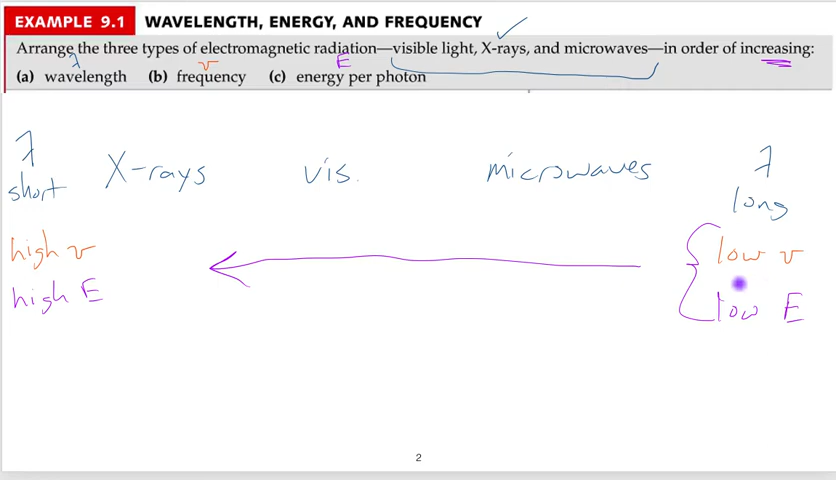 EXAMPLE 9.1 WAVELENGTH, ENERGY, AND FREQUENCY
Arrange the three types of electromagnetic radiation—visible light, X-rays, and microwaves—in order of increasing:
λ ν E
(a) wavelength (b) frequency (c) energy per photon
λ X-rays vis. microwaves λ
short long
high ν low ν
high E low E
2